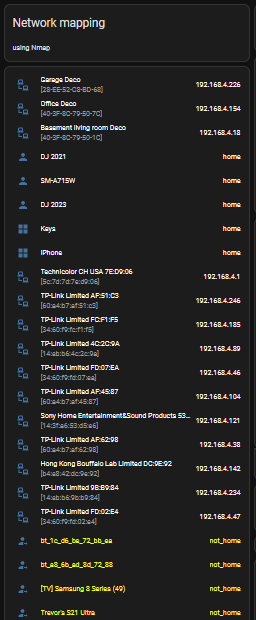 Network mapping
using Nmap
Garage Deco
[28-EE-52-C8-BD-68] 192.168.4.226
Office Deco
[40-3F-8C-79-50-7C] 192.168.4.154
Basement living room Deco
[40-3F-8C-79-50-1C] 192.168.4.18
DJ 2021 home
SM-A715W home
DJ 2023 home
Keys home
IPhone home
Technicolor CH USA 7E:D9:06
[5c:7d:7d:7e:d9:06] 192.168.4.1
TP-Link Limited AF:51:C3
[60:a4:b7:af:51:c3] 192.168.4.246
TP-Link Limited FC:F1:F5
[34:60:f9:fc:f1:f5] 192.168.4.185
TP-Link Limited 4C:2C:9A
[14:eb:b6:4c:2c:9a] 192.168.4.89
TP-Link Limited FD:07:EA
[34:60:f9:fd:07:ea] 192.168.4.46
TP-Link Limited AF:45:87
[60:a4:b7:af:45:87] 192.168.4.104
Sony Home Entertainment&Sound Products 53...
[14:3f:a6:53:d5:e6] 192.168.4.121
TP-Link Limited AF:62:98
[60:a4:b7:af:62:98] 192.168.4.38
Hong Kong Bouffalo Lab Limited DC:9E:92
[b4:e8:42:dc:9e:92] 192.168.4.142
TP-Link Limited 9B:B9:84
[14:eb:b6:9b:b9:84] 192.168.4.234
TP-Link Limited FD:02:E4
[34:60:f9:fd:02:e4] 192.168.4.47
bt_1c_d6_be_72_bb_ea not_home
bt_a8_6b_ad_8d_72_88 not_home
[TV] Samsung 8 Series (49) not_home
Trevor's S21 Ultra not_home